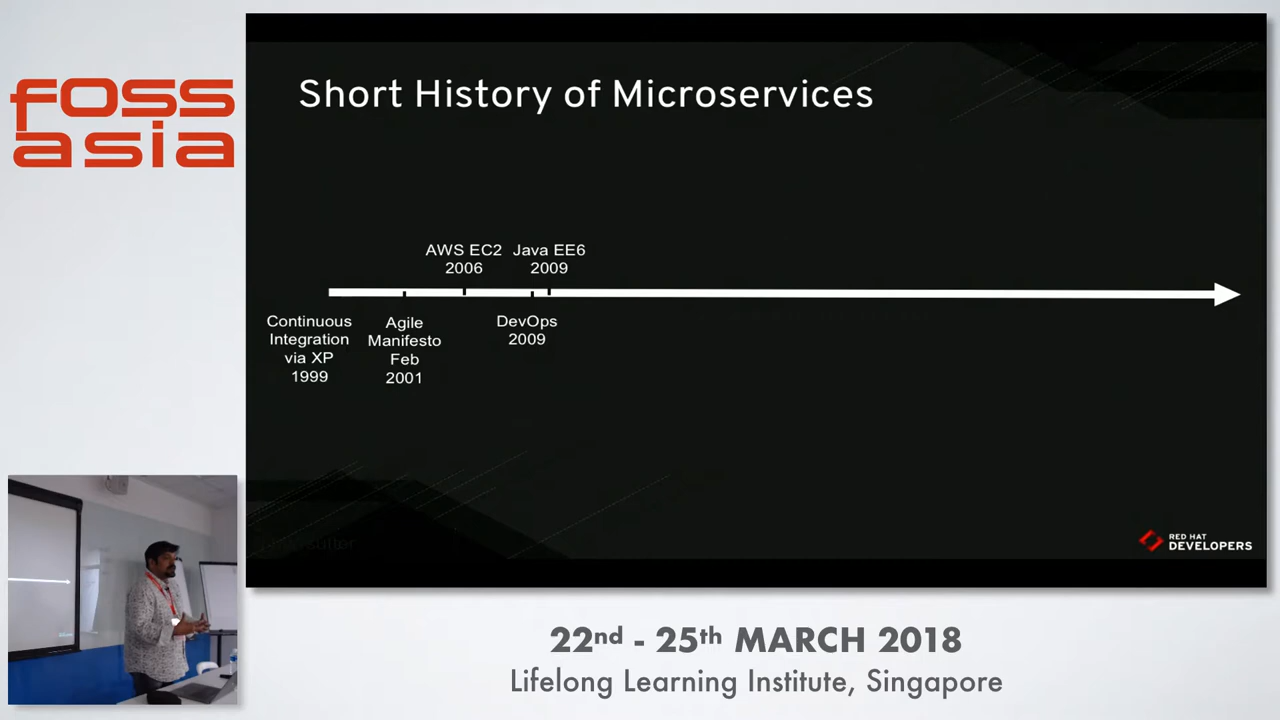 foss
asia
Short History of Microservices
AWS EC2
2006
Java EE6
2009
Continuous
Integration
via XP
1999
Agile
Manifesto
Feb
2001
DevOps
2009
RED HAT
DEVELOPERS
22nd - 25th MARCH 2018
Lifelong Learning Institute, Singapore